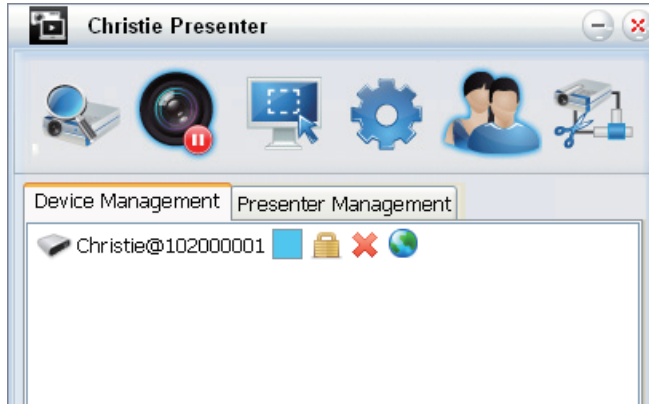 Christie Presenter
Device Management Presenter Management
Christie@102000001